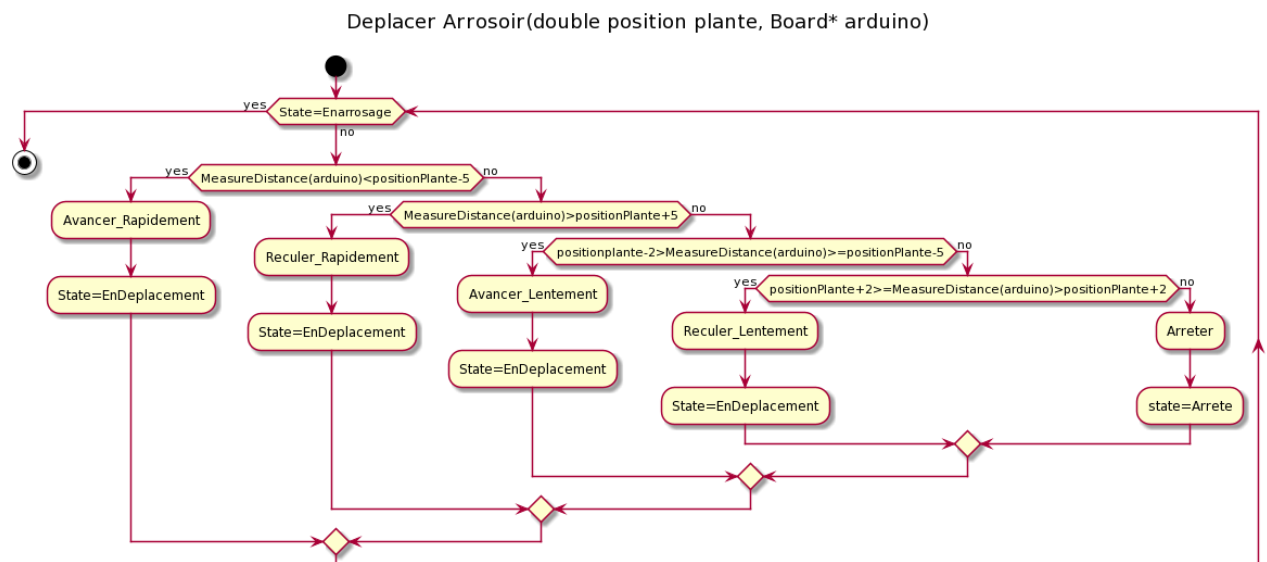 Deplacer Arrosoir(double position plante, Board* arduino)
yes
State=Enarrosage
no
yes
MeasureDistance(arduino)<positionPlante-5
no
Avancer_Rapidement
State=EnDeplacement
yes
MeasureDistance(arduino)>positionPlante+5
no
Reculer_Rapidement
State=EnDeplacement
yes
positionplante-2>MeasureDistance(arduino)>=positionPlante-5
no
Avancer_Lentement
State=EnDeplacement
yes
positionPlante+2>=MeasureDistance(arduino)>positionPlante+2
no
Reculer_Lentement
State=EnDeplacement
Arreter
state=Arrete